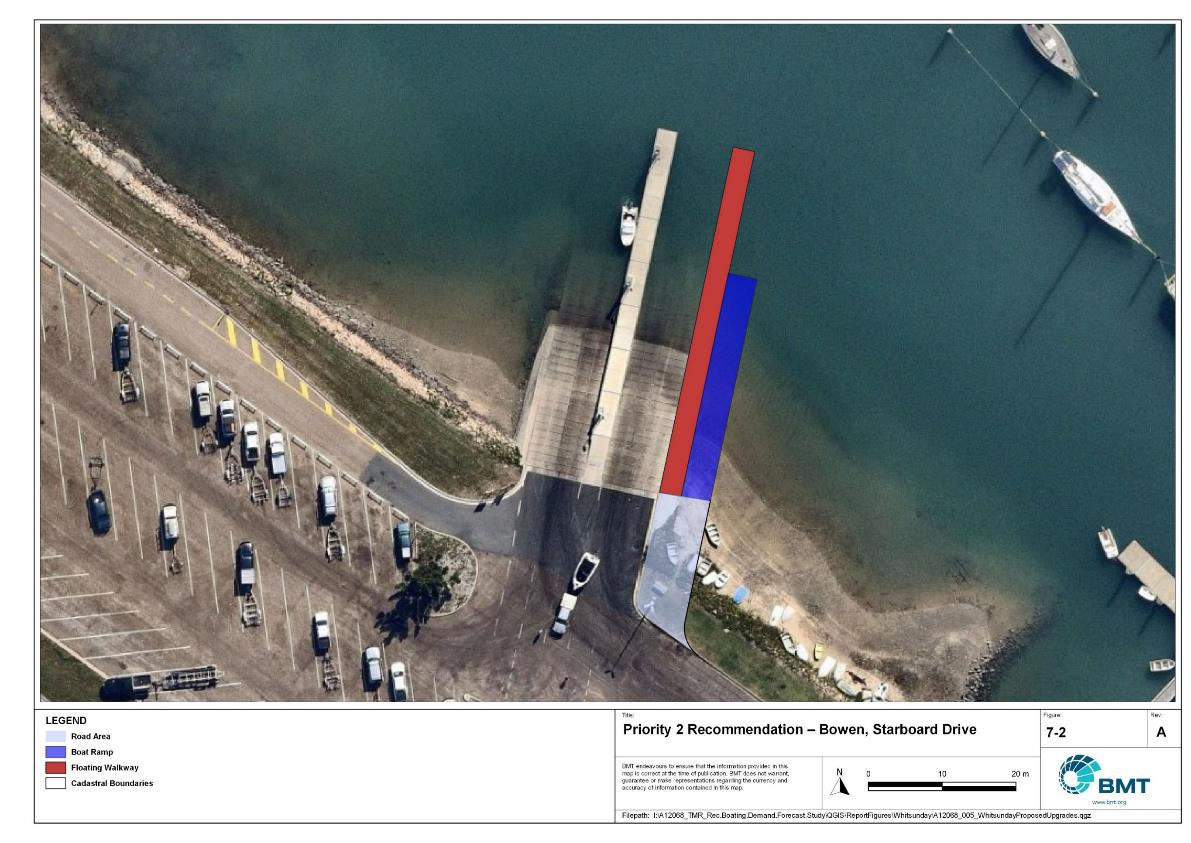 LEGEND
Road Area
Boat Ramp
Floating Walkway
Cadastral Boundaries
Title:
Priority 2 Recommendation – Bowen, Starboard Drive
Figure:
7-2
Rev:
A
BMT endeavours to ensure that the information provided in this
map is correct at the time of publication. BMT does not warrant,
guarantee or make representations regarding the currency and
accuracy of information contained in this map.
N
0 10 20 m
BMT
www.bmt.org
Filepath: I:\A12068_TMR_Rec.Boating.Demand.Forecast.Study\QGIS\ReportFigures\Whitsunday\A12068_005_WhitsundayProposedUpgrades.qgz